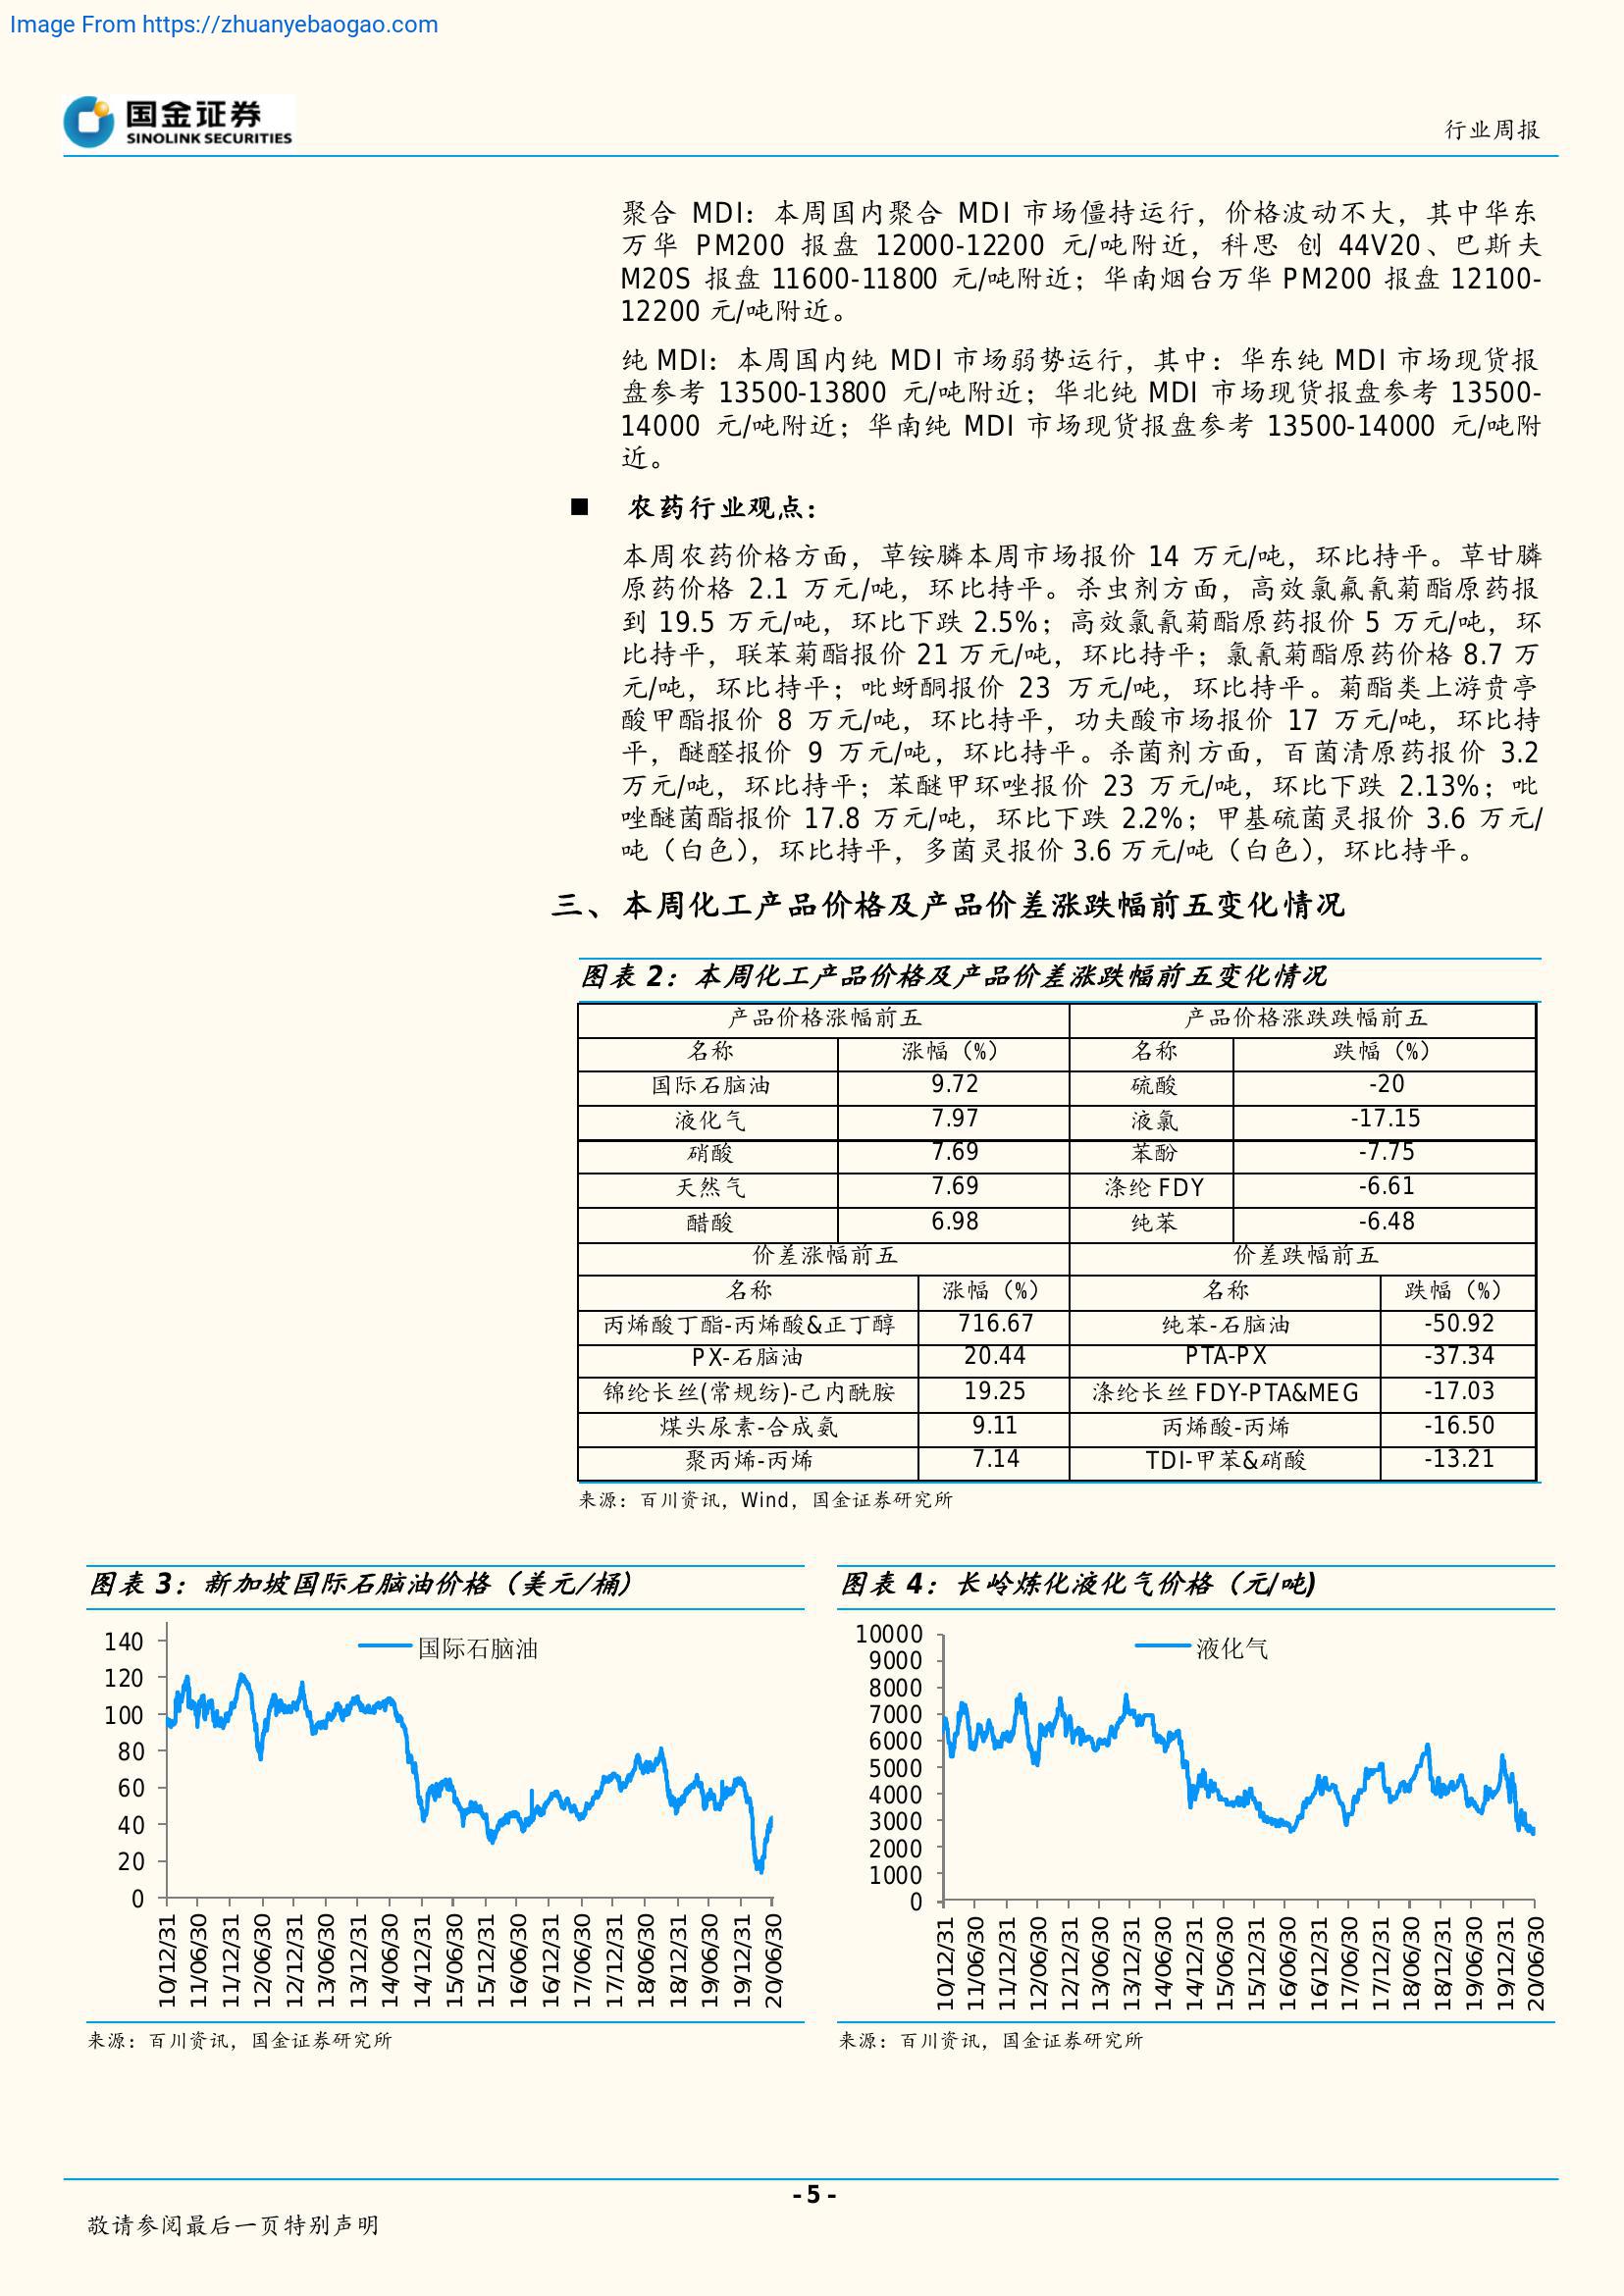 Image From https://zhuanyebaogao.com
国金证券
SINOLINK SECURITIES
行业周报
聚合 MDI：本周国内聚合 MDI 市场僵持运行，价格波动不大，其中华东
万华 PM200 报盘 12000-12200 元/吨附近，科思 创 44V20、巴斯夫
M20S 报盘 11600-11800 元/吨附近；华南烟台万华 PM200 报盘 12100-
12200 元/吨附近。
纯 MDI：本周国内纯 MDI 市场弱势运行，其中：华东纯 MDI 市场现货报
盘参考 13500-13800 元/吨附近；华北纯 MDI 市场现货报盘参考 13500-
14000 元/吨附近；华南纯 MDI 市场现货报盘参考 13500-14000 元/吨附
近。
■ 农药行业观点：
本周农药价格方面，草铵膦本周市场报价 14 万元/吨，环比持平。草甘膦
原药价格 2.1 万元/吨，环比持平。杀虫剂方面，高效氯氟氰菊酯原药报
到 19.5 万元/吨，环比下跌 2.5%；高效氯氰菊酯原药报价 5 万元/吨，环
比持平，联苯菊酯报价 21 万元/吨，环比持平；氯氰菊酯原药价格 8.7 万
元/吨，环比持平；吡蚜酮报价 23 万元/吨，环比持平。菊酯类上游贲亭
酸甲酯报价 8 万元/吨，环比持平，功夫酸市场报价 17 万元/吨，环比持
平，醚醛报价 9 万元/吨，环比持平。杀菌剂方面，百菌清原药报价 3.2
万元/吨，环比持平；苯醚甲环唑报价 23 万元/吨，环比下跌 2.13%；吡
唑醚菌酯报价 17.8 万元/吨，环比下跌 2.2%；甲基硫菌灵报价 3.6 万元/
吨（白色），环比持平，多菌灵报价 3.6 万元/吨（白色），环比持平。
三、本周化工产品价格及产品价差涨跌幅前五变化情况
图表 2：本周化工产品价格及产品价差涨跌幅前五变化情况
产品价格涨幅前五 产品价格涨跌跌幅前五
名称 涨幅（%） 名称 跌幅（%）
国际石脑油 9.72 硫酸 -20
液化气 7.97 液氯 -17.15
硝酸 7.69 苯酚 -7.75
天然气 7.69 涤纶 FDY -6.61
醋酸 6.98 纯苯 -6.48
价差涨幅前五 价差跌幅前五
名称 涨幅（%） 名称 跌幅（%）
丙烯酸丁酯-丙烯酸&正丁醇 716.67 纯苯-石脑油 -50.92
PX-石脑油 20.44 PTA-PX -37.34
锦纶长丝(常规纺)-己内酰胺 19.25 涤纶长丝 FDY-PTA&MEG -17.03
煤头尿素-合成氨 9.11 丙烯酸-丙烯 -16.50
聚丙烯-丙烯 7.14 TDI-甲苯&硝酸 -13.21
来源：百川资讯，Wind，国金证券研究所
图表 3：新加坡国际石脑油价格（美元/桶）
国际石脑油
140
120
100
80
60
40
20
0
10/12/31 11/06/30 11/12/31 12/06/30 12/12/31 13/06/30 13/12/31 14/06/30 14/12/31 15/06/30 15/12/31 16/06/30 16/12/31 17/06/30 17/12/31 18/06/30 18/12/31 19/06/30 19/12/31 20/06/30
来源：百川资讯，国金证券研究所
图表 4：长岭炼化液化气价格（元/吨)
液化气
10000
9000
8000
7000
6000
5000
4000
3000
2000
1000
0
10/12/31 11/06/30 11/12/31 12/06/30 12/12/31 13/06/30 13/12/31 14/06/30 14/12/31 15/06/30 15/12/31 16/06/30 16/12/31 17/06/30 17/12/31 18/06/30 18/12/31 19/06/30 19/12/31 20/06/30
来源：百川资讯，国金证券研究所
- 5 -
敬请参阅最后一页特别声明